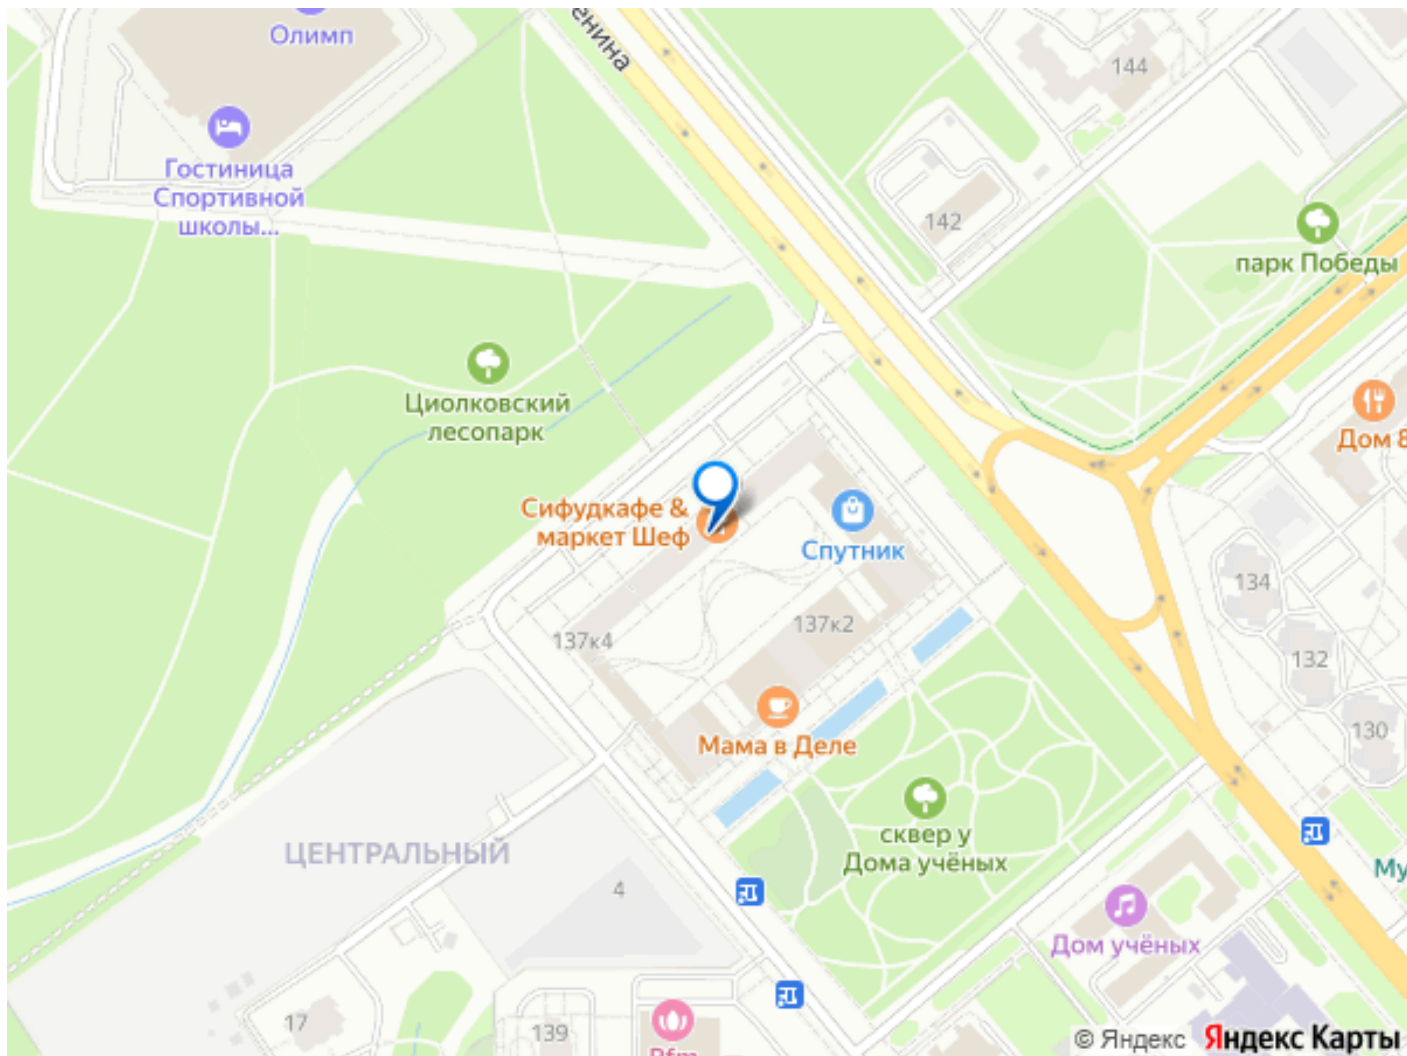 Олимп
енина
144
Гостиница
Спортивной
школы...
142
парк Победы
Циолковский
лесопарк
Дом 8
Сифудкафе &
маркет Шеф
Спутник
134
137к4
137к2
132
130
Мама в Деле
сквер у
Дома учёных
ЦЕНТРАЛЬНЫЙ
Му
4
Дом учёных
17
139
© Яндекс Яндекс Карты